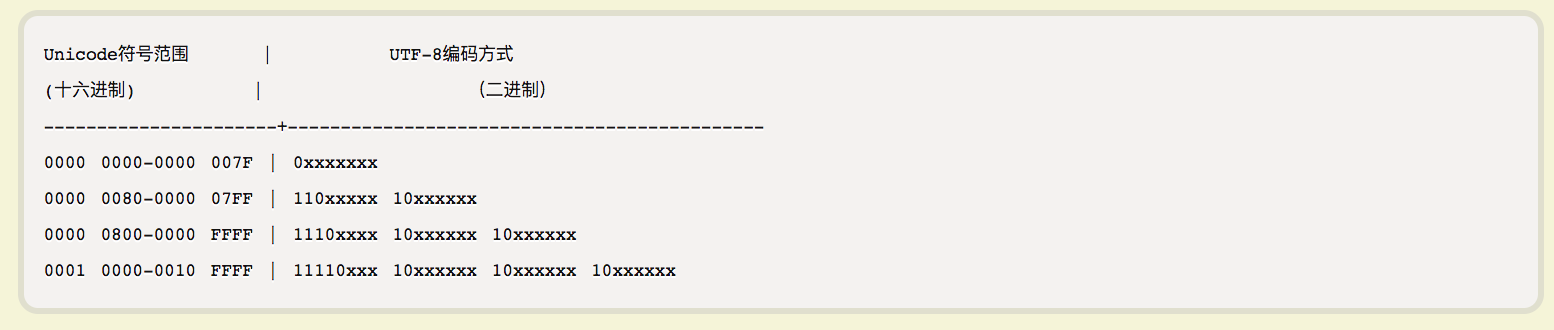 Unicode符号范围 | UTF-8编码方式
(十六进制) | （二进制）
----------------------+---------------------------------------------
0000 0000-0000 007F | 0xxxxxxx
0000 0080-0000 07FF | 110xxxxx 10xxxxxx
0000 0800-0000 FFFF | 1110xxxx 10xxxxxx 10xxxxxx
0001 0000-0010 FFFF | 11110xxx 10xxxxxx 10xxxxxx 10xxxxxx